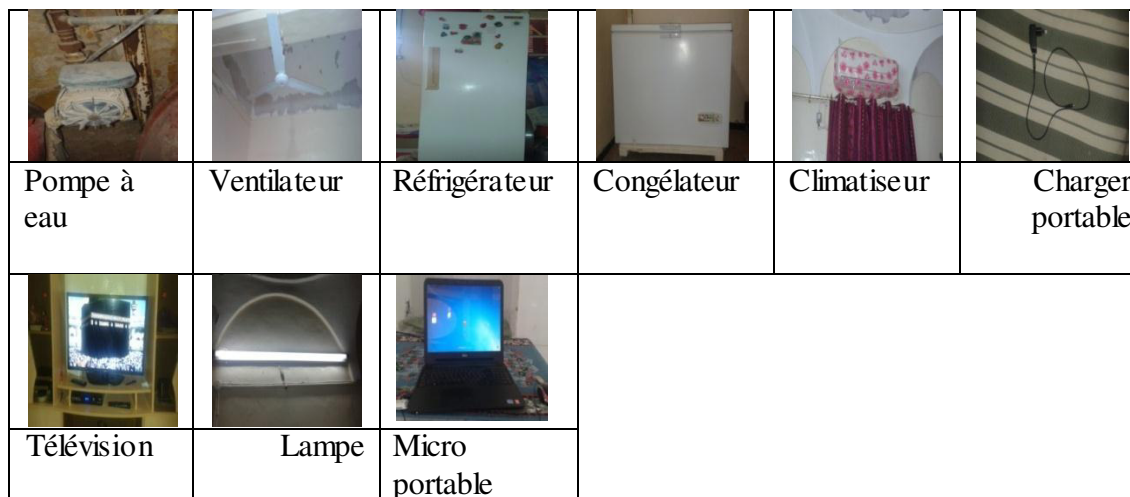 Pompe à
eau
Ventilateur
Réfrigérateur
Congélateur
Climatiseur
Charger
portable
Télévision
Lampe
Micro
portable